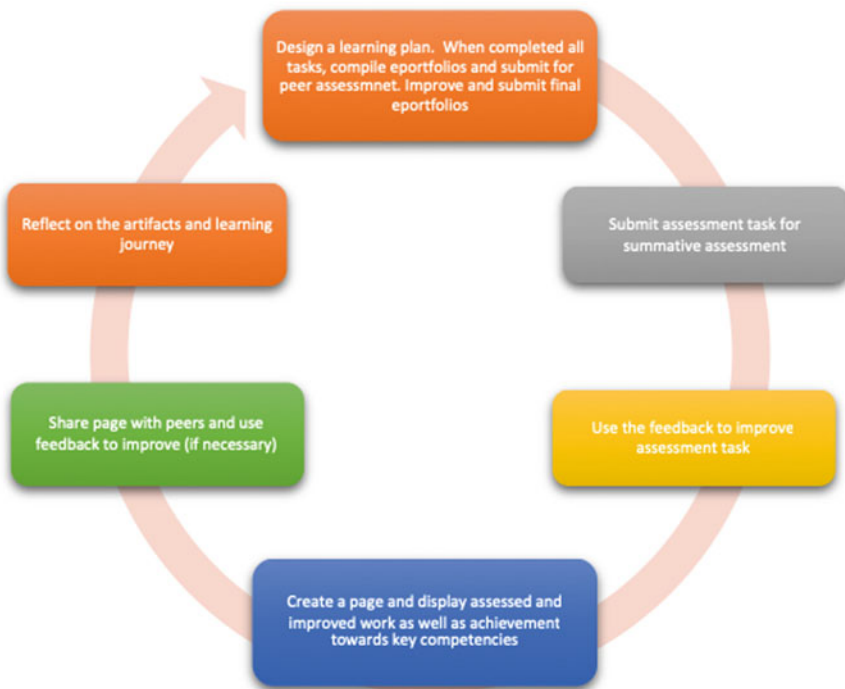 Design a learning plan.  When completed all
tasks, compile eportfolios and submit for
peer assessmnet. Improve and submit final
eportfolios
Submit assessment task for
summative assessment
Use the feedback to improve
assessment task
Create a page and display assessed and
improved work as well as achievement
towards key competencies
Share page with peers and use
feedback to improve (if necessary)
Reflect on the artifacts and learning
journey